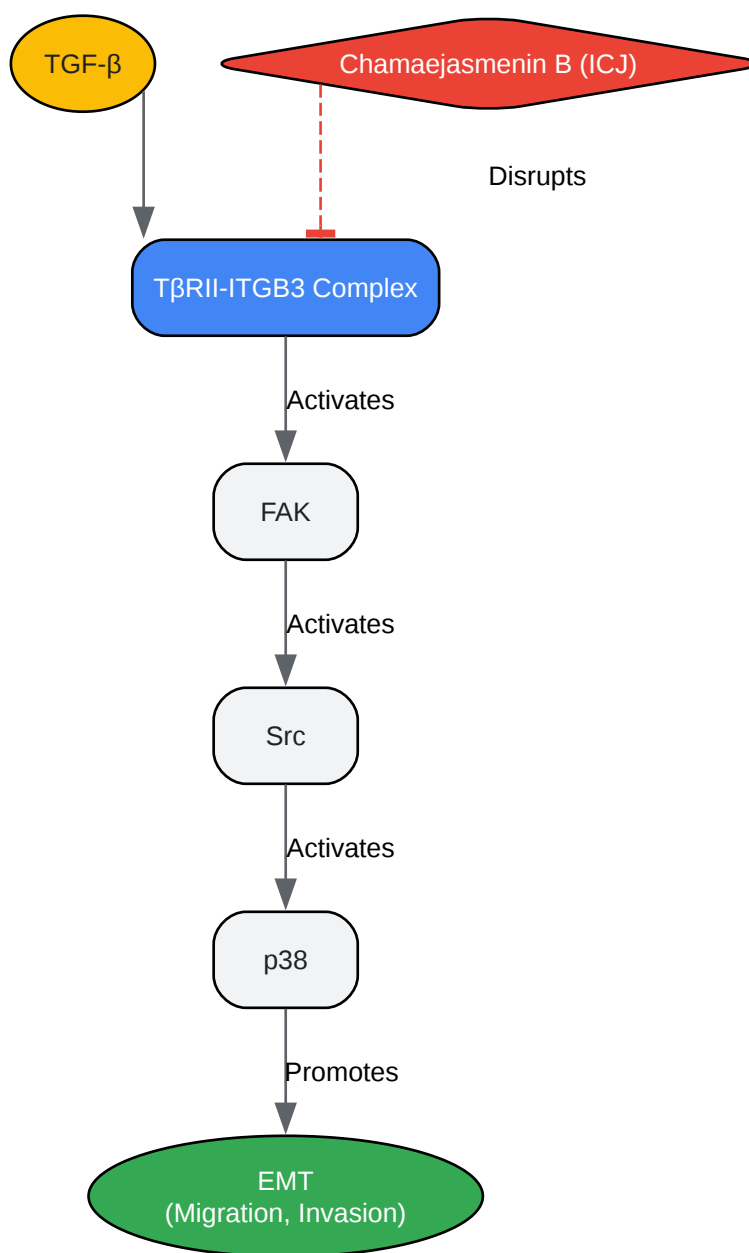 TGF-β
Chamaejasmenin B (ICJ)
Disrupts
TβRII-ITGB3 Complex
Activates
FAK
Activates
Src
Activates
p38
Promotes
EMT
(Migration, Invasion)